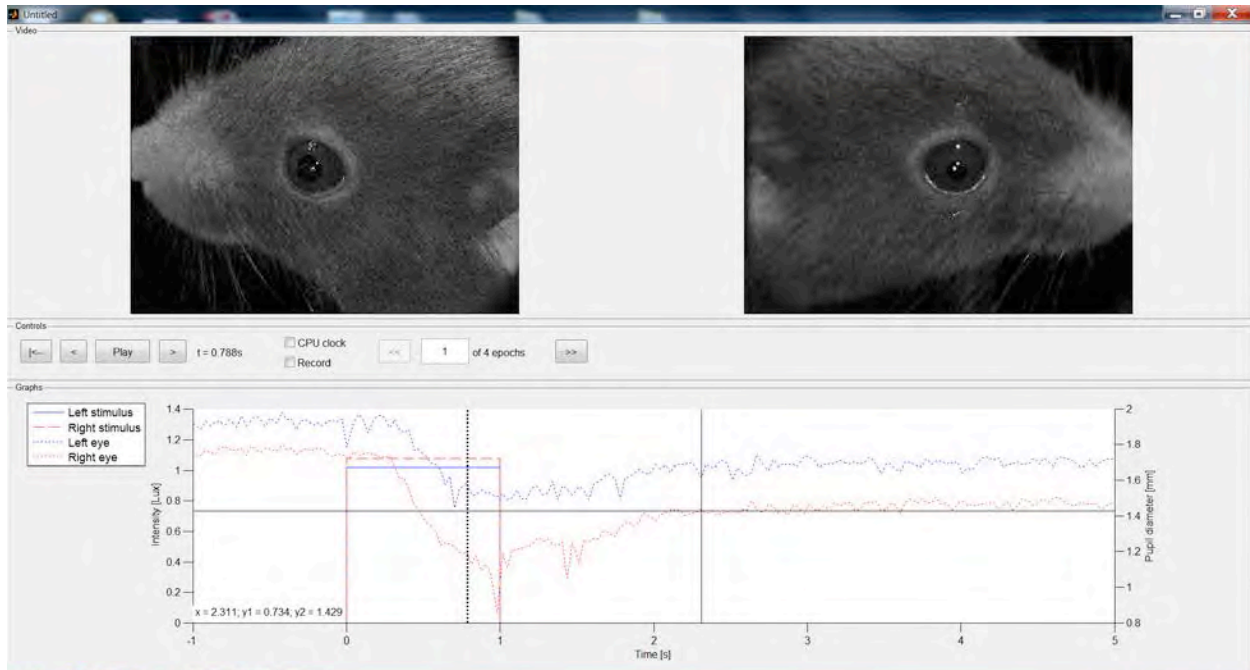 Untitled
Video
Controls
|<-- < Play > t = 0.788s CPU clock Record << 1 of 4 epochs >>
Graphs
Left stimulus
Right stimulus
Left eye
Right eye
Intensity [Lux]
1.4
1.2
1
0.8
0.6
0.4
0.2
0
Pupil diameter [mm]
2
1.8
1.6
1.4
1.2
1
0.8
x = 2.311; y1 = 0.734; y2 = 1.429
-1 0 1 2 3 4 5
Time [s]